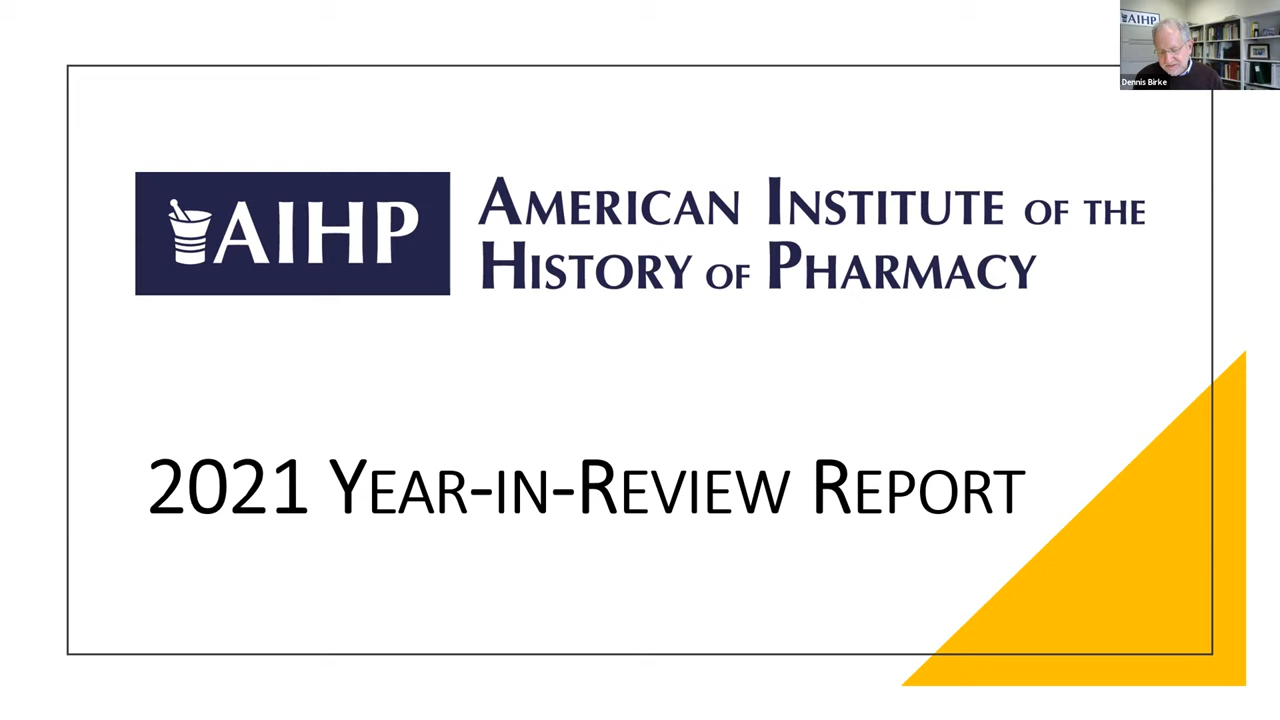 AIHP
Dennis Birke
AIHP AMERICAN INSTITUTE OF THE
HISTORY OF PHARMACY
2021 YEAR-IN-REVIEW REPORT